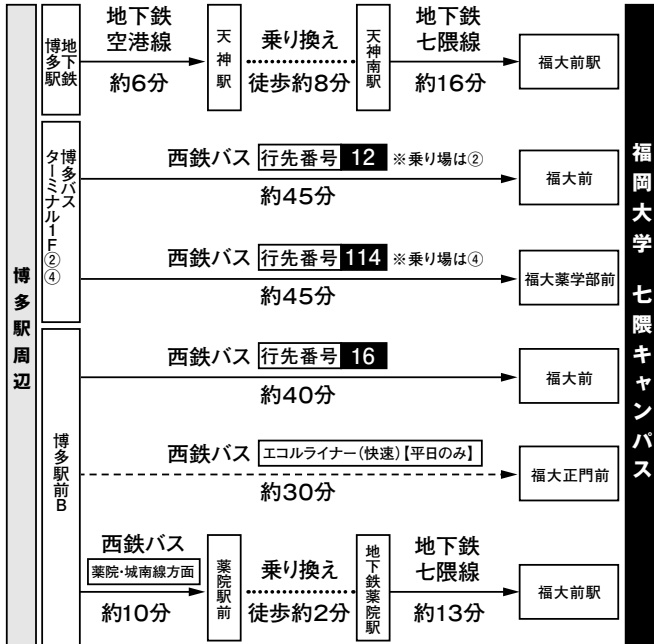 博多駅周辺
地下鉄
博多駅
地下鉄
空港線
約6分
天神駅
乗り換え
徒歩約8分
天神南駅
地下鉄
七隈線
約16分
福大前駅
博多バス
ターミナル1F②④
西鉄バス 行先番号 12 ※乗り場は②
約45分
福大前
西鉄バス 行先番号 114 ※乗り場は④
約45分
福大薬学部前
博多駅前B
西鉄バス 行先番号 16
約40分
福大前
西鉄バス エコルライナー(快速)【平日のみ】
約30分
福大正門前
西鉄バス
薬院・城南線方面
約10分
薬院駅前
乗り換え
徒歩約2分
地下鉄薬院駅
地下鉄
七隈線
約13分
福大前駅
福岡大学 七隈キャンパス